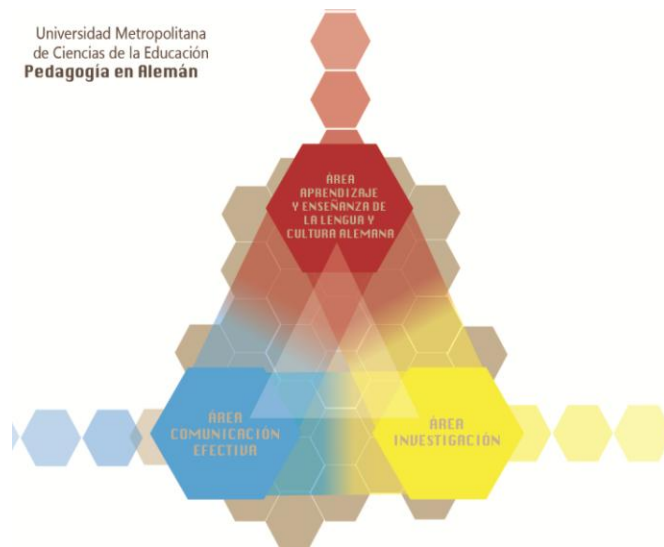 Universidad Metropolitana
de Ciencias de la Educación
Pedagogía en Alemán
ÁREA
APRENDIZAJE
Y ENSEÑANZA DE
LA LENGUA Y
CULTURA ALEMANA
ÁREA
COMUNICACIÓN
EFECTIVA
ÁREA
INVESTIGACIÓN